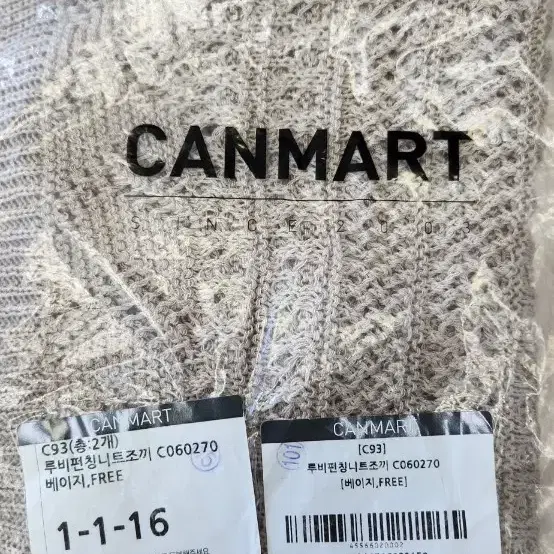 CANMART
SINCE 2003
CANMART
C93(총:2개)
루비펀칭니트조끼 C060270
베이지,FREE
1-1-16
CANMART
[C93]
루비펀칭니트조끼 C060270
[베이지,FREE]
101